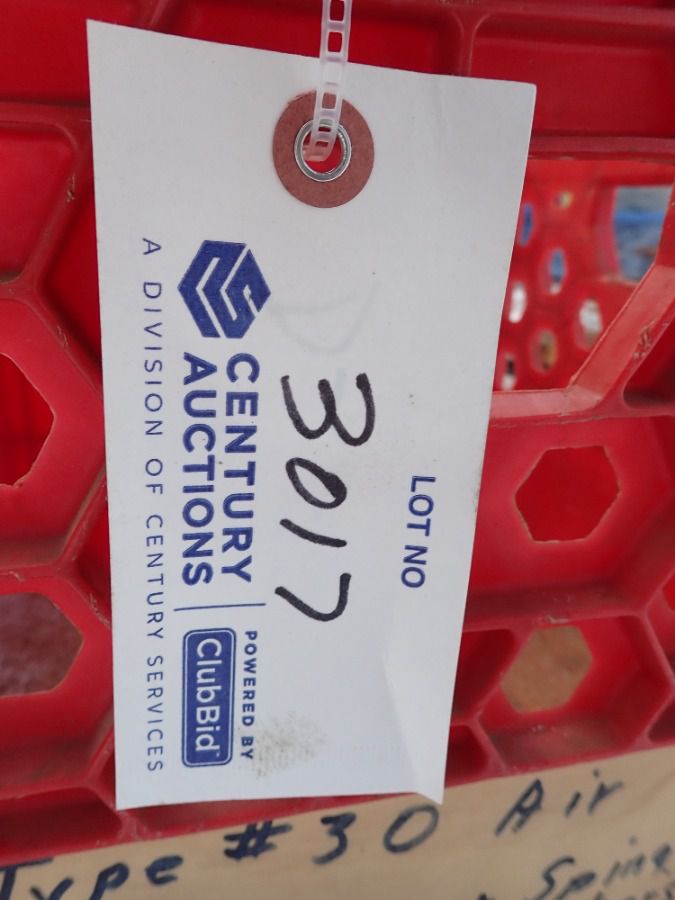 LOT NO
3017
CENTURY
AUCTIONS
POWERED BY
ClubBid
A DIVISION OF CENTURY SERVICES
Type #30 Air